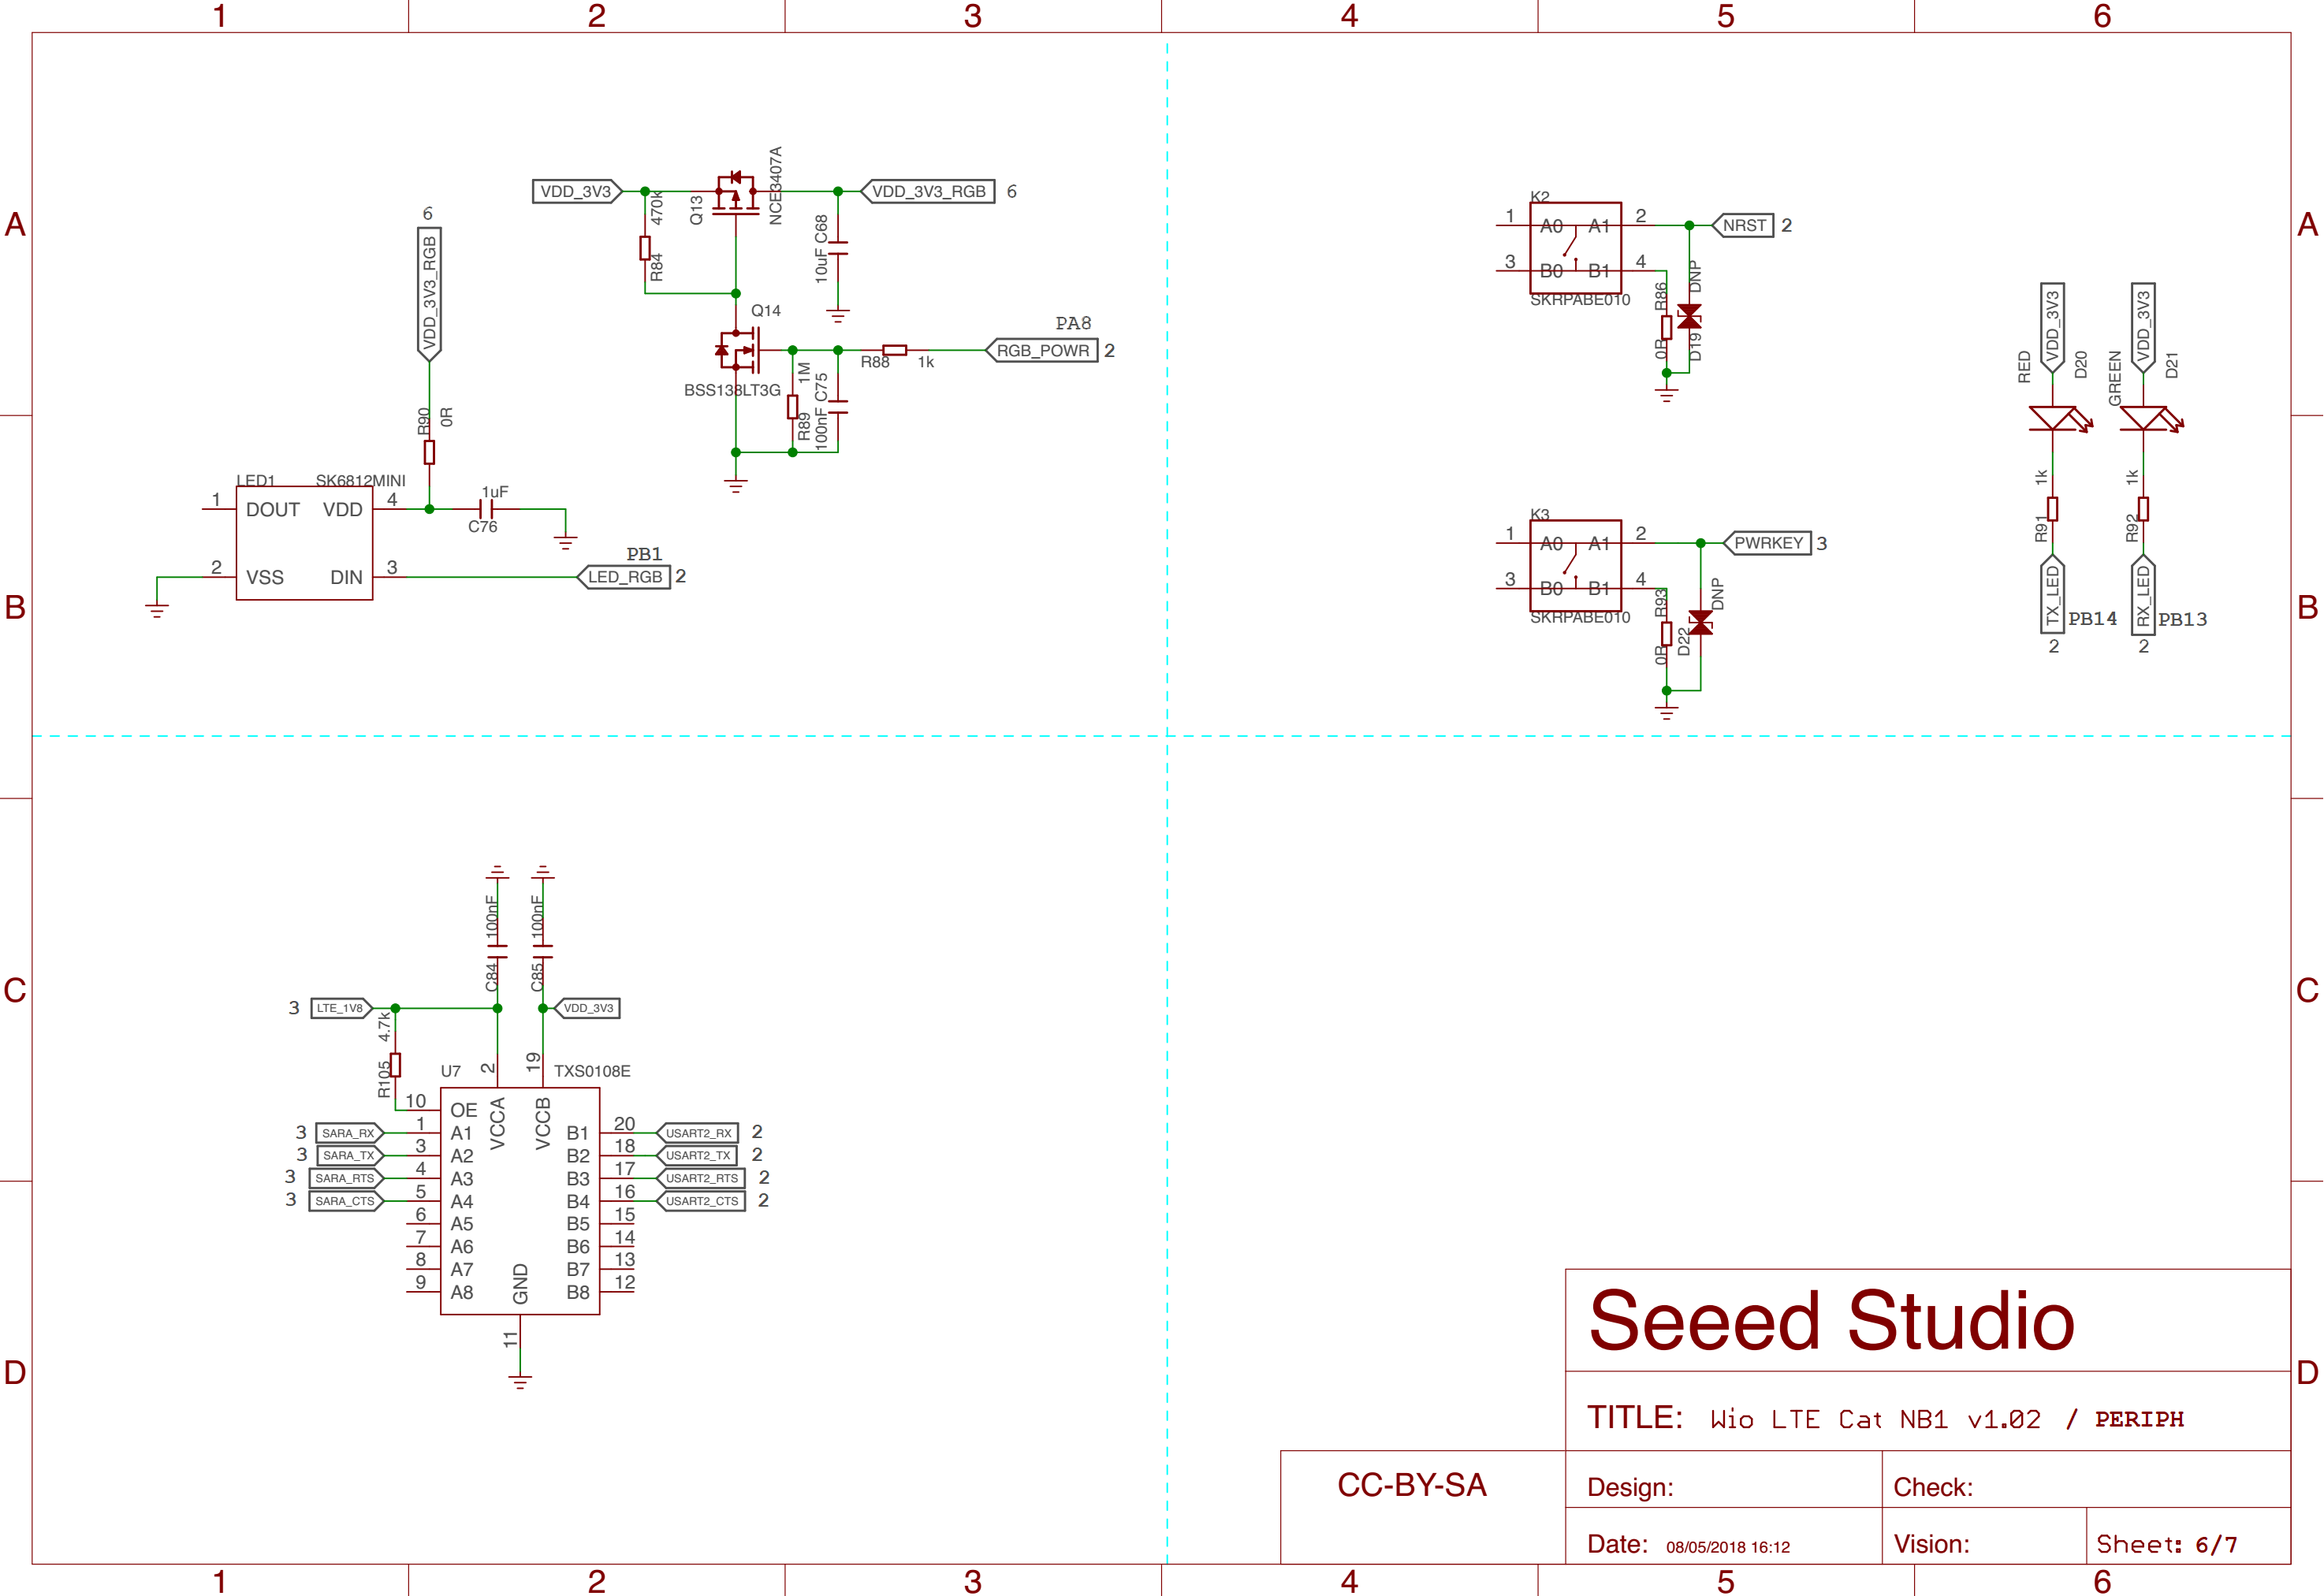 1 2 3 4 5 6
A
A
B
B
C
C
D
D
VDD_3V3
470k
R84
Q13
NCE3407A
10uF C68
VDD_3V3_RGB 6
Q14
BSS138LT3G
1M
R89
100nF C75
R88 1k
PA8
RGB_POWR 2
6
VDD_3V3_RGB
R90
0R
LED1 SK6812MINI
1 DOUT VDD 4
2 VSS DIN 3
1uF
C76
PB1
LED_RGB 2
K2
1 A0 A1 2
3 B0 B1 4
SKRPABE010
NRST 2
R86
0R
DNP
D19
K3
1 A0 A1 2
3 B0 B1 4
SKRPABE010
PWRKEY 3
R93
0R
DNP
D22
VDD_3V3
RED
D20
1k
R91
TX_LED PB14
2
VDD_3V3
GREEN
D21
1k
R92
RX_LED PB13
2
100nF
C84
100nF
C85
3 LTE_1V8
VDD_3V3
4.7k
R105
U7 2 19 TXS0108E
VCCA VCCB
10 OE
3 SARA_RX 1 A1 B1 20 USART2_RX 2
3 SARA_TX 3 A2 B2 18 USART2_TX 2
3 SARA_RTS 4 A3 B3 17 USART2_RTS 2
3 SARA_CTS 5 A4 B4 16 USART2_CTS 2
6 A5 B5 15
7 A6 B6 14
8 A7 B7 13
9 A8 B8 12
GND
11
Seeed Studio
TITLE: Wio LTE Cat NB1 v1.02 / PERIPH
CC-BY-SA
Design: Check:
Date: 08/05/2018 16:12 Vision: Sheet: 6/7
1 2 3 4 5 6